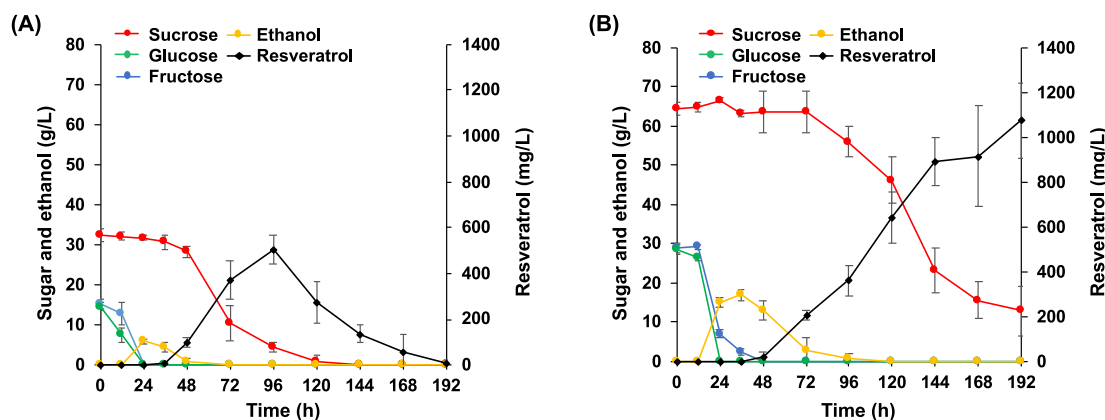 (A)
Sucrose Ethanol
Glucose Resveratrol
Fructose
80 1400
70 1200
60 1000
50 800
40 600
30 400
20 200
10 0
0
Sugar and ethanol (g/L)
Resveratrol (mg/L)
0 24 48 72 96 120 144 168 192
Time (h)
(B)
Sucrose Ethanol
Glucose Resveratrol
Fructose
80 1400
70 1200
60 1000
50 800
40 600
30 400
20 200
10 0
0
Sugar and ethanol (g/L)
Resveratrol (mg/L)
0 24 48 72 96 120 144 168 192
Time (h)